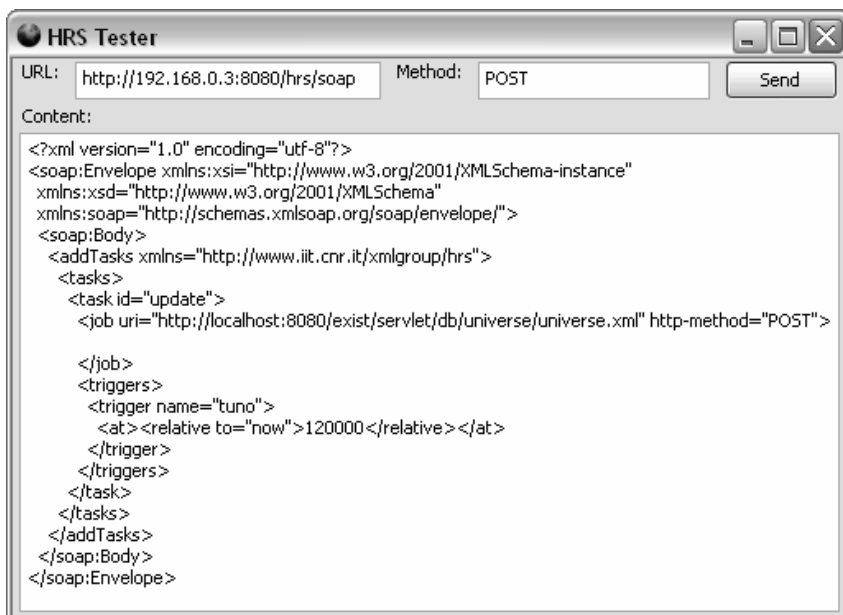 HRS Tester
URL: http://192.168.0.3:8080/hrs/soap Method: POST Send
Content:
<?xml version="1.0" encoding="utf-8"?>
<soap:Envelope xmlns:xsi="http://www.w3.org/2001/XMLSchema-instance"
xmlns:xsd="http://www.w3.org/2001/XMLSchema"
xmlns:soap="http://schemas.xmlsoap.org/soap/envelope/">
<soap:Body>
<addTasks xmlns="http://www.iit.cnr.it/xmlgroup/hrs">
<tasks>
<task id="update">
<job uri="http://localhost:8080/exist/servlet/db/universe/universe.xml" http-method="POST">
</job>
<triggers>
<trigger name="tuno">
<at><relative to="now">120000</relative></at>
</trigger>
</triggers>
</task>
</tasks>
</addTasks>
</soap:Body>
</soap:Envelope>